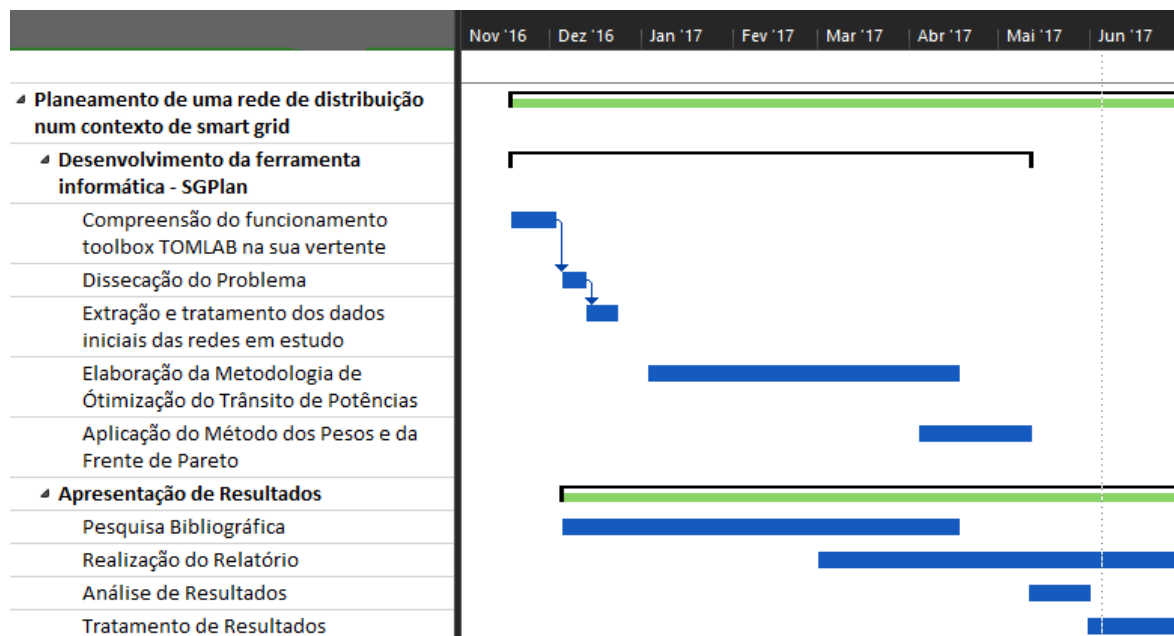 Nov '16 Dez '16 Jan '17 Fev '17 Mar '17 Abr '17 Mai '17 Jun '17
Planeamento de uma rede de distribuição
num contexto de smart grid
Desenvolvimento da ferramenta
informática - SGPlan
Compreensão do funcionamento
toolbox TOMLAB na sua vertente
Dissecação do Problema
Extração e tratamento dos dados
iniciais das redes em estudo
Elaboração da Metodologia de
Ótimização do Trânsito de Potências
Aplicação do Método dos Pesos e da
Frente de Pareto
Apresentação de Resultados
Pesquisa Bibliográfica
Realização do Relatório
Análise de Resultados
Tratamento de Resultados